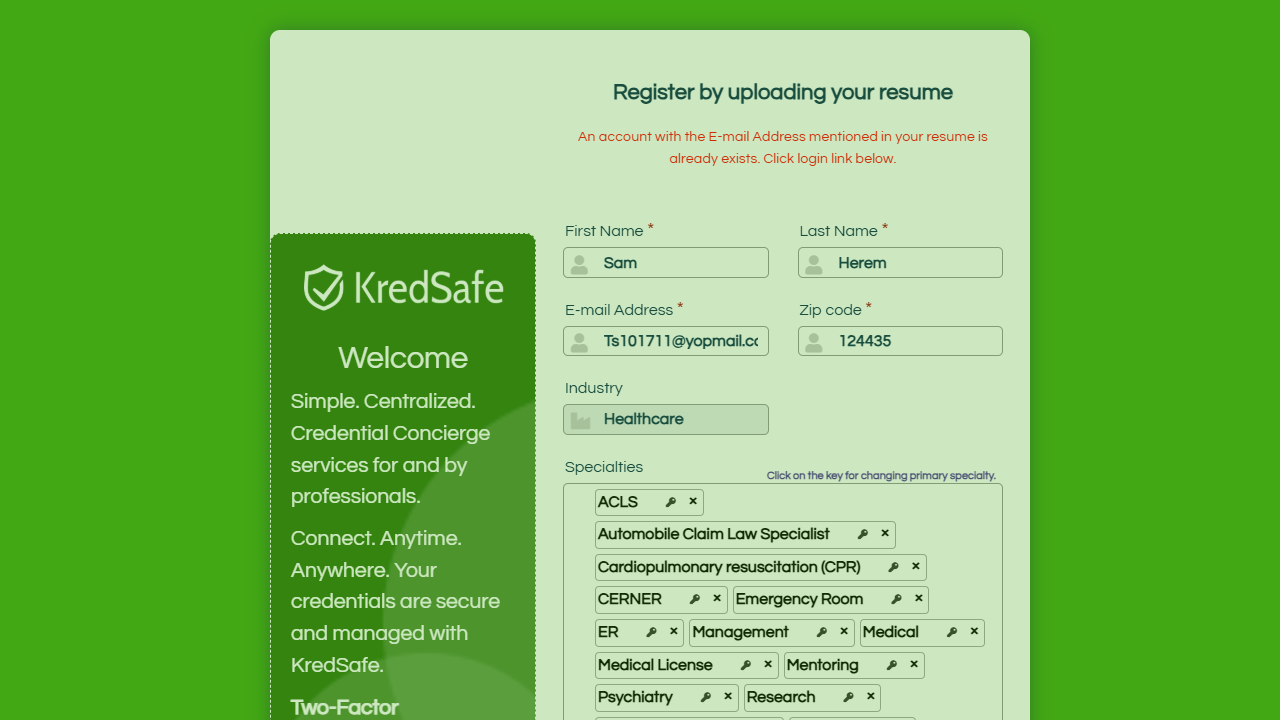 Register by uploading your resume
An account with the E-mail Address mentioned in your resume is
already exists. Click login link below.
KredSafe
Welcome
Simple. Centralized.
Credential Concierge
services for and by
professionals.
Connect. Anytime.
Anywhere. Your
credentials are secure
and managed with
KredSafe.
Two-Factor
First Name *
Last Name *
Sam
Herem
E-mail Address *
Zip code *
Ts101711@yopmail.co
124435
Industry
Healthcare
Specialties
Click on the key for changing primary specialty.
ACLS ×
Automobile Claim Law Specialist ×
Cardiopulmonary resuscitation (CPR) ×
CERNER × Emergency Room ×
ER × Management × Medical ×
Medical License × Mentoring ×
Psychiatry × Research ×